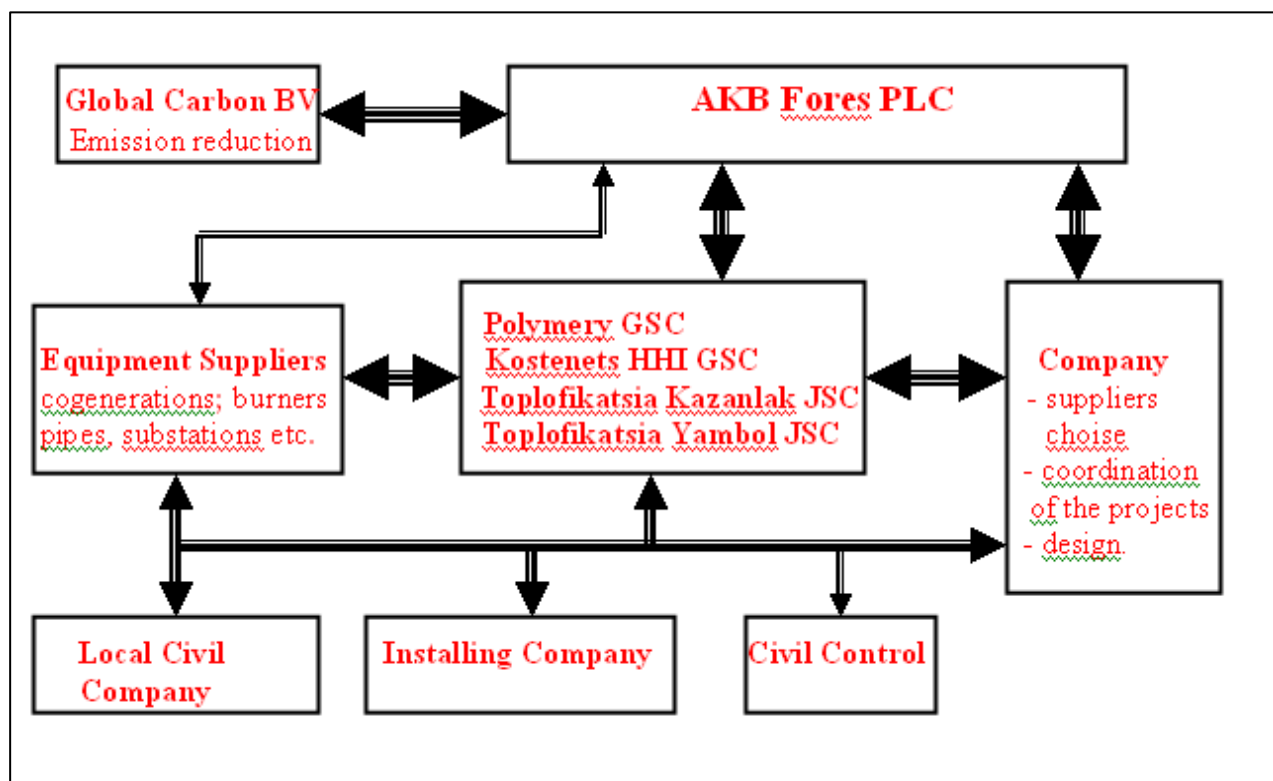 Global Carbon BV
Emission reduction
AKB Fores PLC
Equipment Suppliers
cogenerations; burners
pipes, substations etc.
Polymery GSC
Kostenets HHI GSC
Toplofikatsia Kazanlak JSC
Toplofikatsia Yambol JSC
Company
- suppliers
choise
- coordination
of the projects
- design.
Local Civil
Company
Installing Company
Civil Control